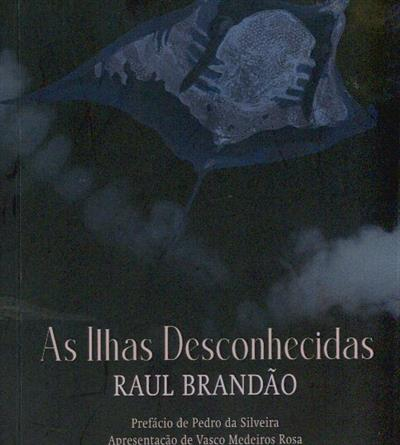 As Ilhas Desconhecidas
RAUL BRANDÃO
Prefácio de Pedro da Silveira
Apresentação de Vasco Medeiros Rosa